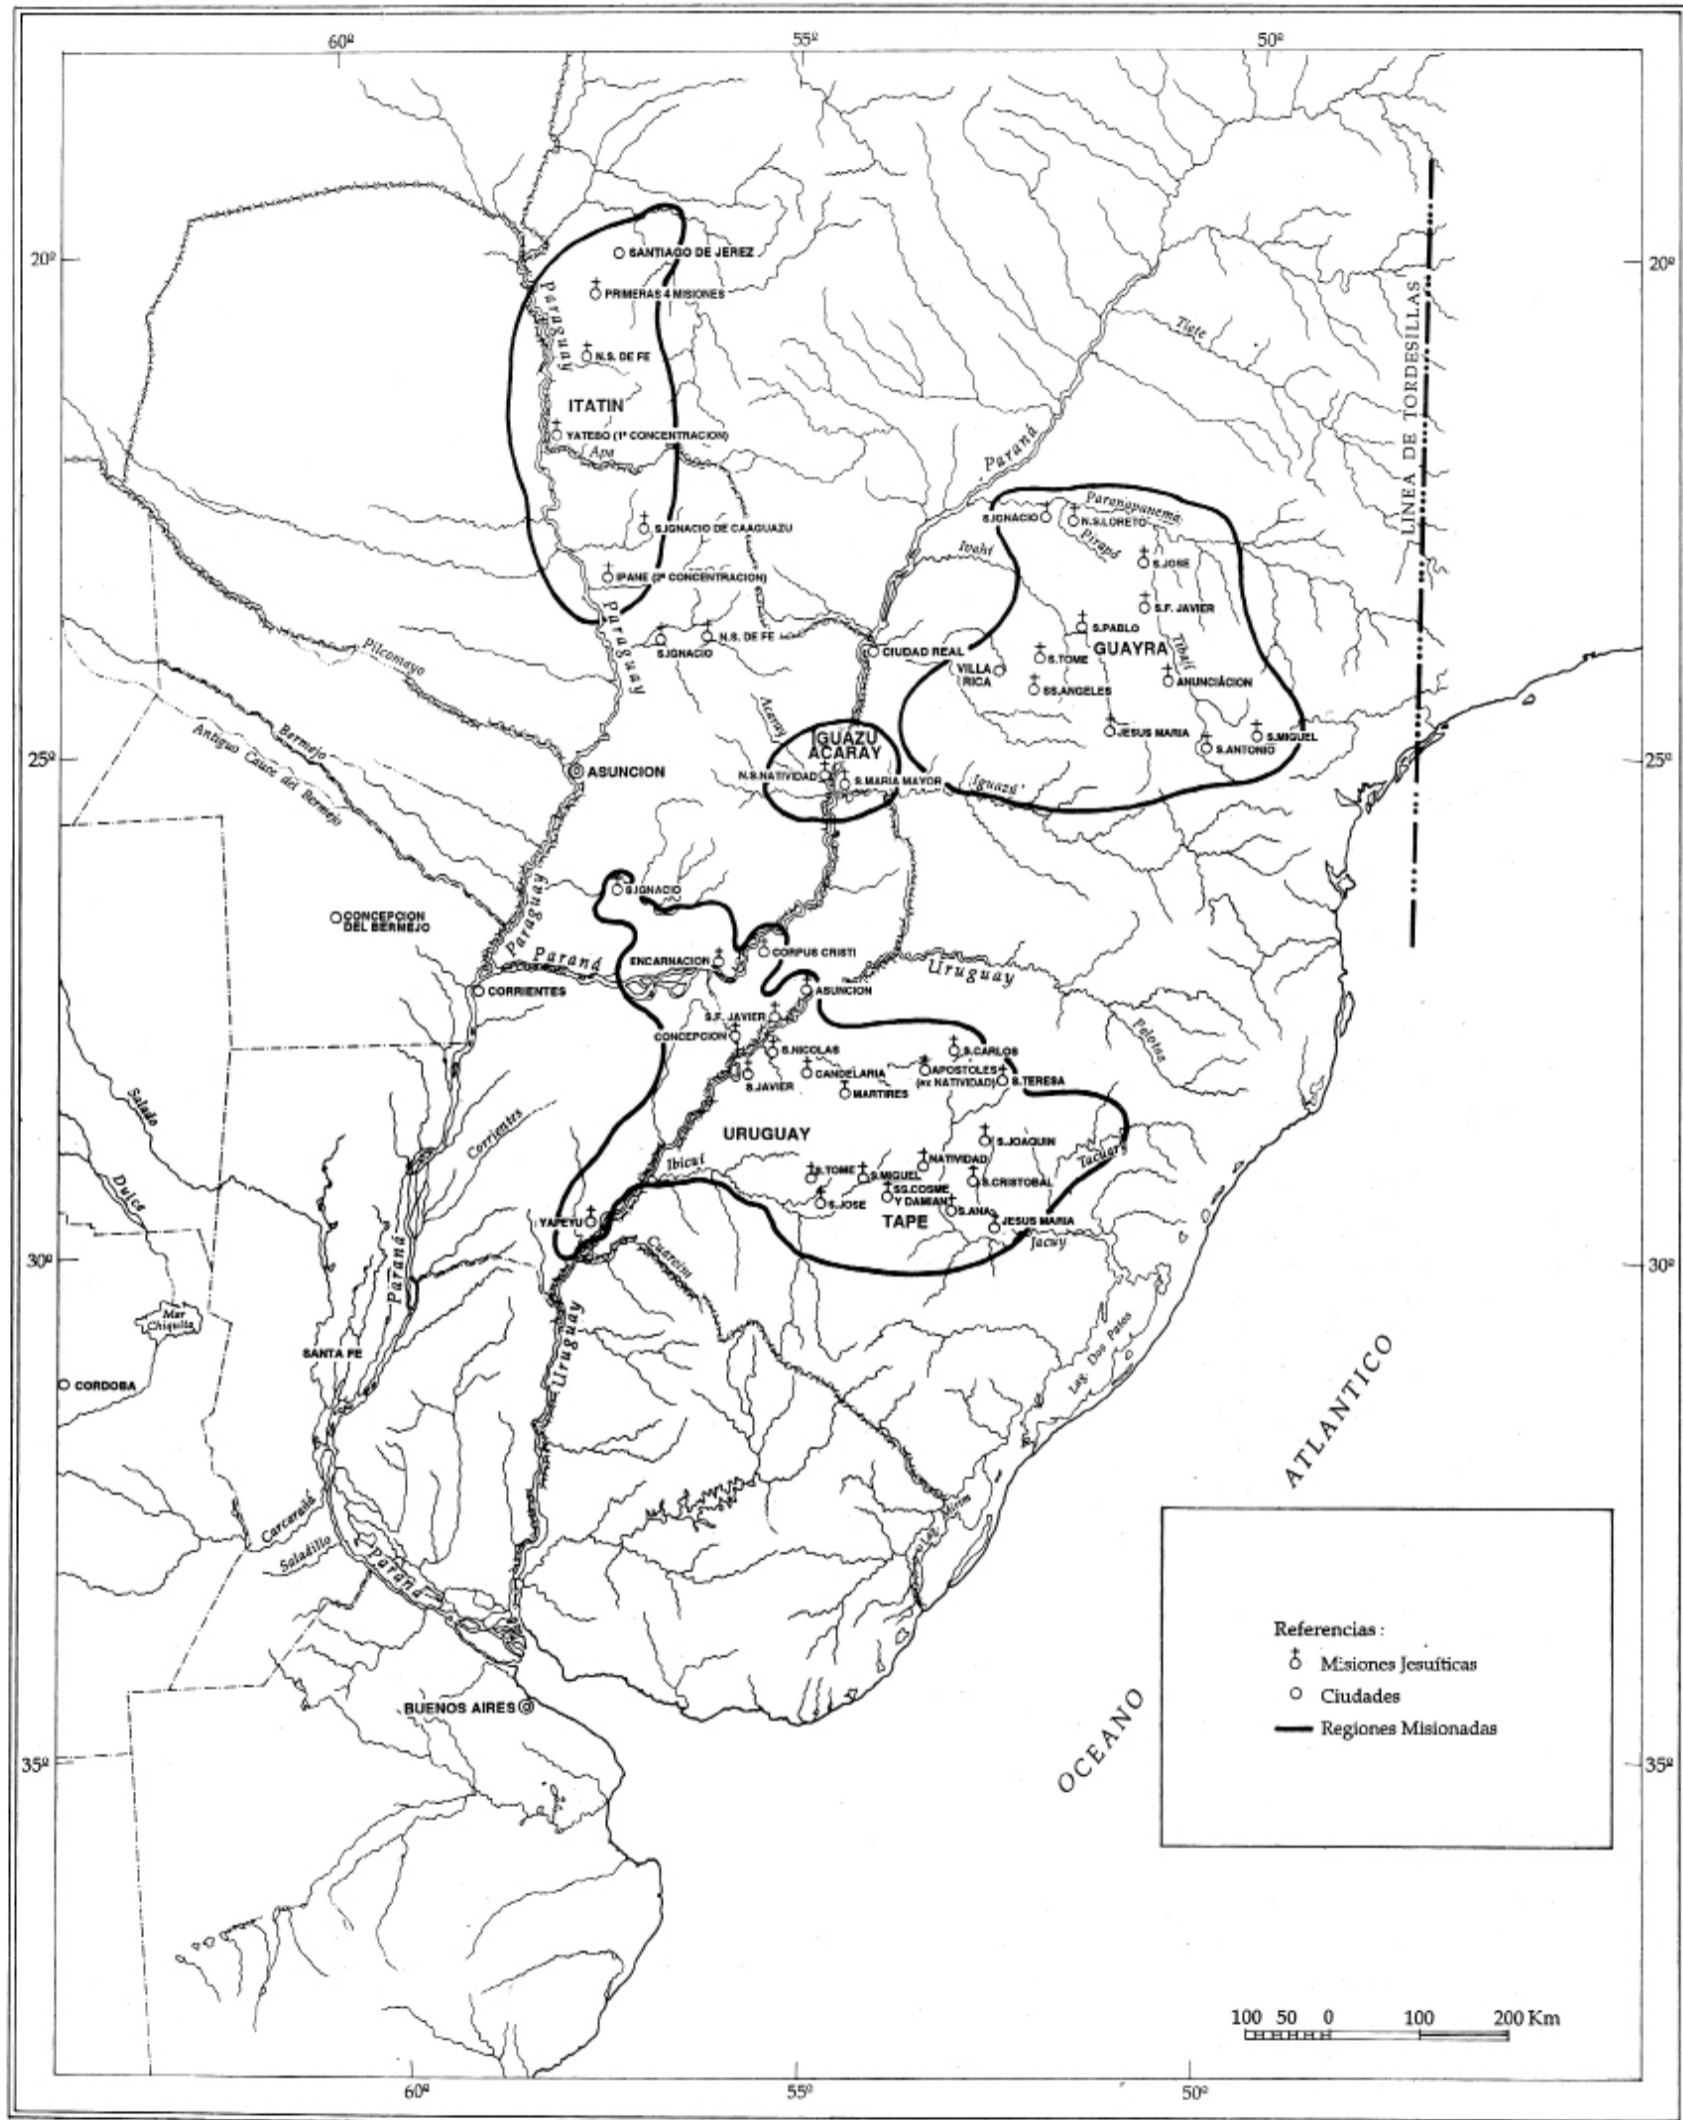 60º
55º
50º
20º
20º
SANTIAGO DE JEREZ
PRIMERAS 4 MISIONES
Paraguay
N.S. DE FE
Tiete
LINEA DE TORDESILLAS
ITATIN
YATEBO (1ª CONCENTRACION)
Apa
Paraná
Paranapanema
S.IGNACIO
N.S.LORETO
S.IGNACIO DE CAAGUAZU
Pirapó
Ivahi
S.JOSE
IPANE (2ª CONCENTRACION)
S.F. JAVIER
Paraguay
S.PABLO
N.S. DE FE
S.IGNACIO
CIUDAD REAL
GUAYRA
Pilcomayo
S.TOME
Tibají
VILLA
RICA
ANUNCIACION
SS.ANGELES
Acaray
Bermejo
Antiguo Cauce del Bermejo
JESUS MARIA
S.MIGUEL
S.ANTONIO
GUAZU
ACARAY
25º
25º
ASUNCION
N.S.NATIVIDAD
S.MARIA MAYOR
Iguazú
S.IGNACIO
Paraguay
CONCEPCION
DEL BERMEJO
CORPUS CRISTI
Paraná
ENCARNACION
Uruguay
CORRIENTES
ASUNCION
S.F. JAVIER
CONCEPCION
Pelotas
S.NICOLAS
S.CARLOS
CANDELARIA
APOSTOLES
(ex NATIVIDAD)
S.TERESA
S.JAVIER
MARTIRES
Salado
Corrientes
URUGUAY
S.JOAQUIN
Tacuary
Ibicuí
NATIVIDAD
S.TOME
S.MIGUEL
S.CRISTOBAL
Dulce
SS.COSME
Y DAMIAN
S.JOSE
S.ANA
YAPEYU
TAPE
JESUS MARIA
Jacuy
30º
30º
Cuareim
Paraná
Mar
Chiquita
SANTA FE
Uruguay
Lag. Dos Patos
CORDOBA
OCEANO ATLANTICO
Lag. Mirim
Carcarañá
Saladillo
Paraná
Referencias :
Misiones Jesuíticas
Ciudades
Regiones Misionadas
BUENOS AIRES
35º
35º
100 50 0 100 200 Km
60º
55º
50º